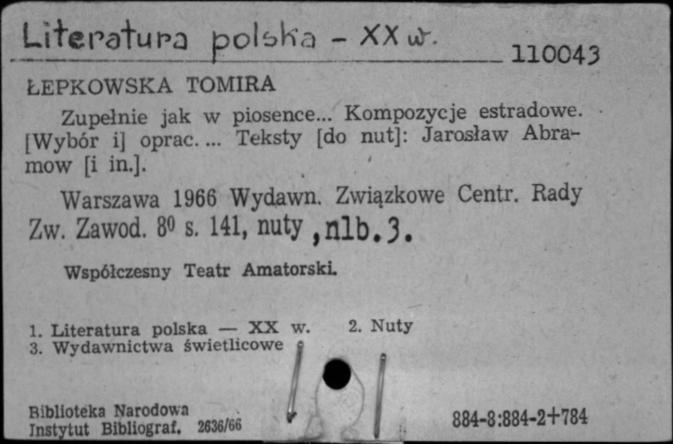 Literatura polska - XX w.
110043
ŁEPKOWSKA TOMIRA
Zupełnie jak w piosence... Kompozycje estradowe.
[Wybór i] oprac. ... Teksty [do nut]: Jarosław Abra-
mow [i in.].
Warszawa 1966 Wydawn. Związkowe Centr. Rady
Zw. Zawod. 8⁰ s. 141, nuty , nlb. 3.
Współczesny Teatr Amatorski.
1. Literatura polska — XX w. 2. Nuty
3. Wydawnictwa świetlicowe
Biblioteka Narodowa
Instytut Bibliograf. 2636/66
884-8:884-2+784